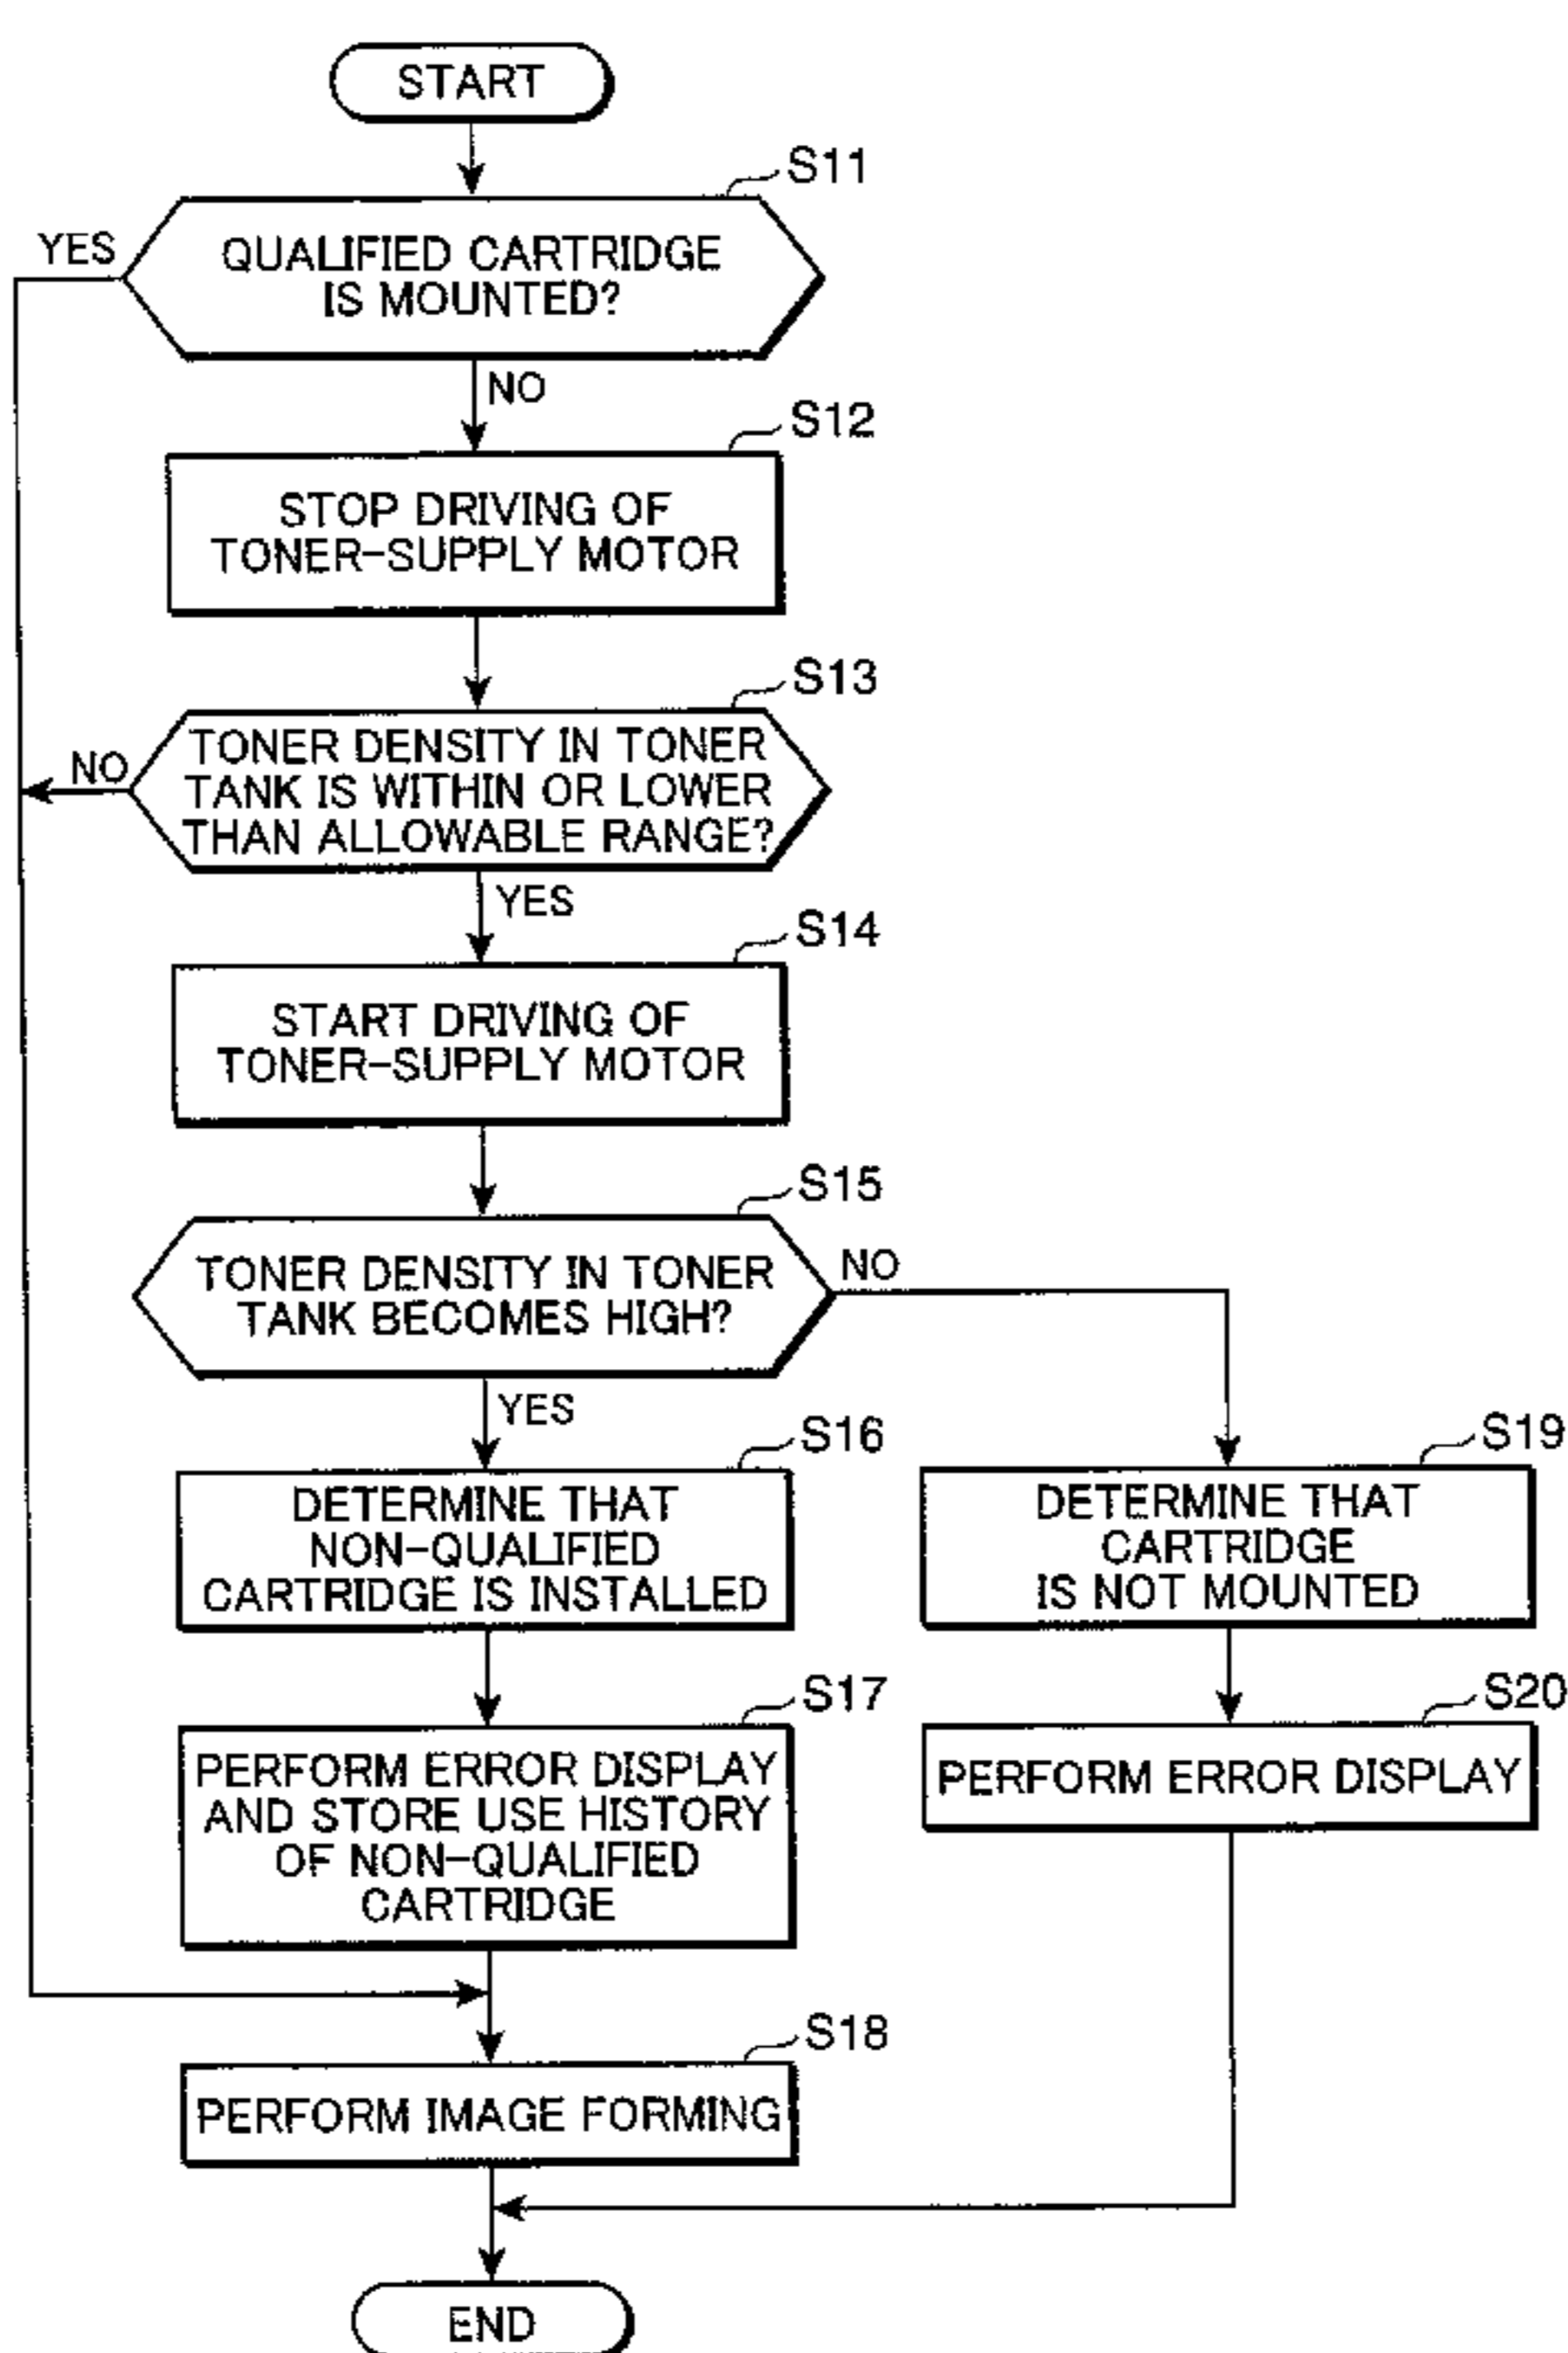 START
S11
YES
QUALIFIED CARTRIDGE
IS MOUNTED?
NO
S12
STOP DRIVING OF
TONER-SUPPLY MOTOR
S13
NO
TONER DENSITY IN TONER
TANK IS WITHIN OR LOWER
THAN ALLOWABLE RANGE?
YES
S14
START DRIVING OF
TONER-SUPPLY MOTOR
S15
TONER DENSITY IN TONER
TANK BECOMES HIGH?
NO
YES
S16
DETERMINE THAT
NON-QUALIFIED
CARTRIDGE IS INSTALLED
S19
DETERMINE THAT
CARTRIDGE
IS NOT MOUNTED
S17
PERFORM ERROR DISPLAY
AND STORE USE HISTORY
OF NON-QUALIFIED
CARTRIDGE
S20
PERFORM ERROR DISPLAY
S18
PERFORM IMAGE FORMING
END